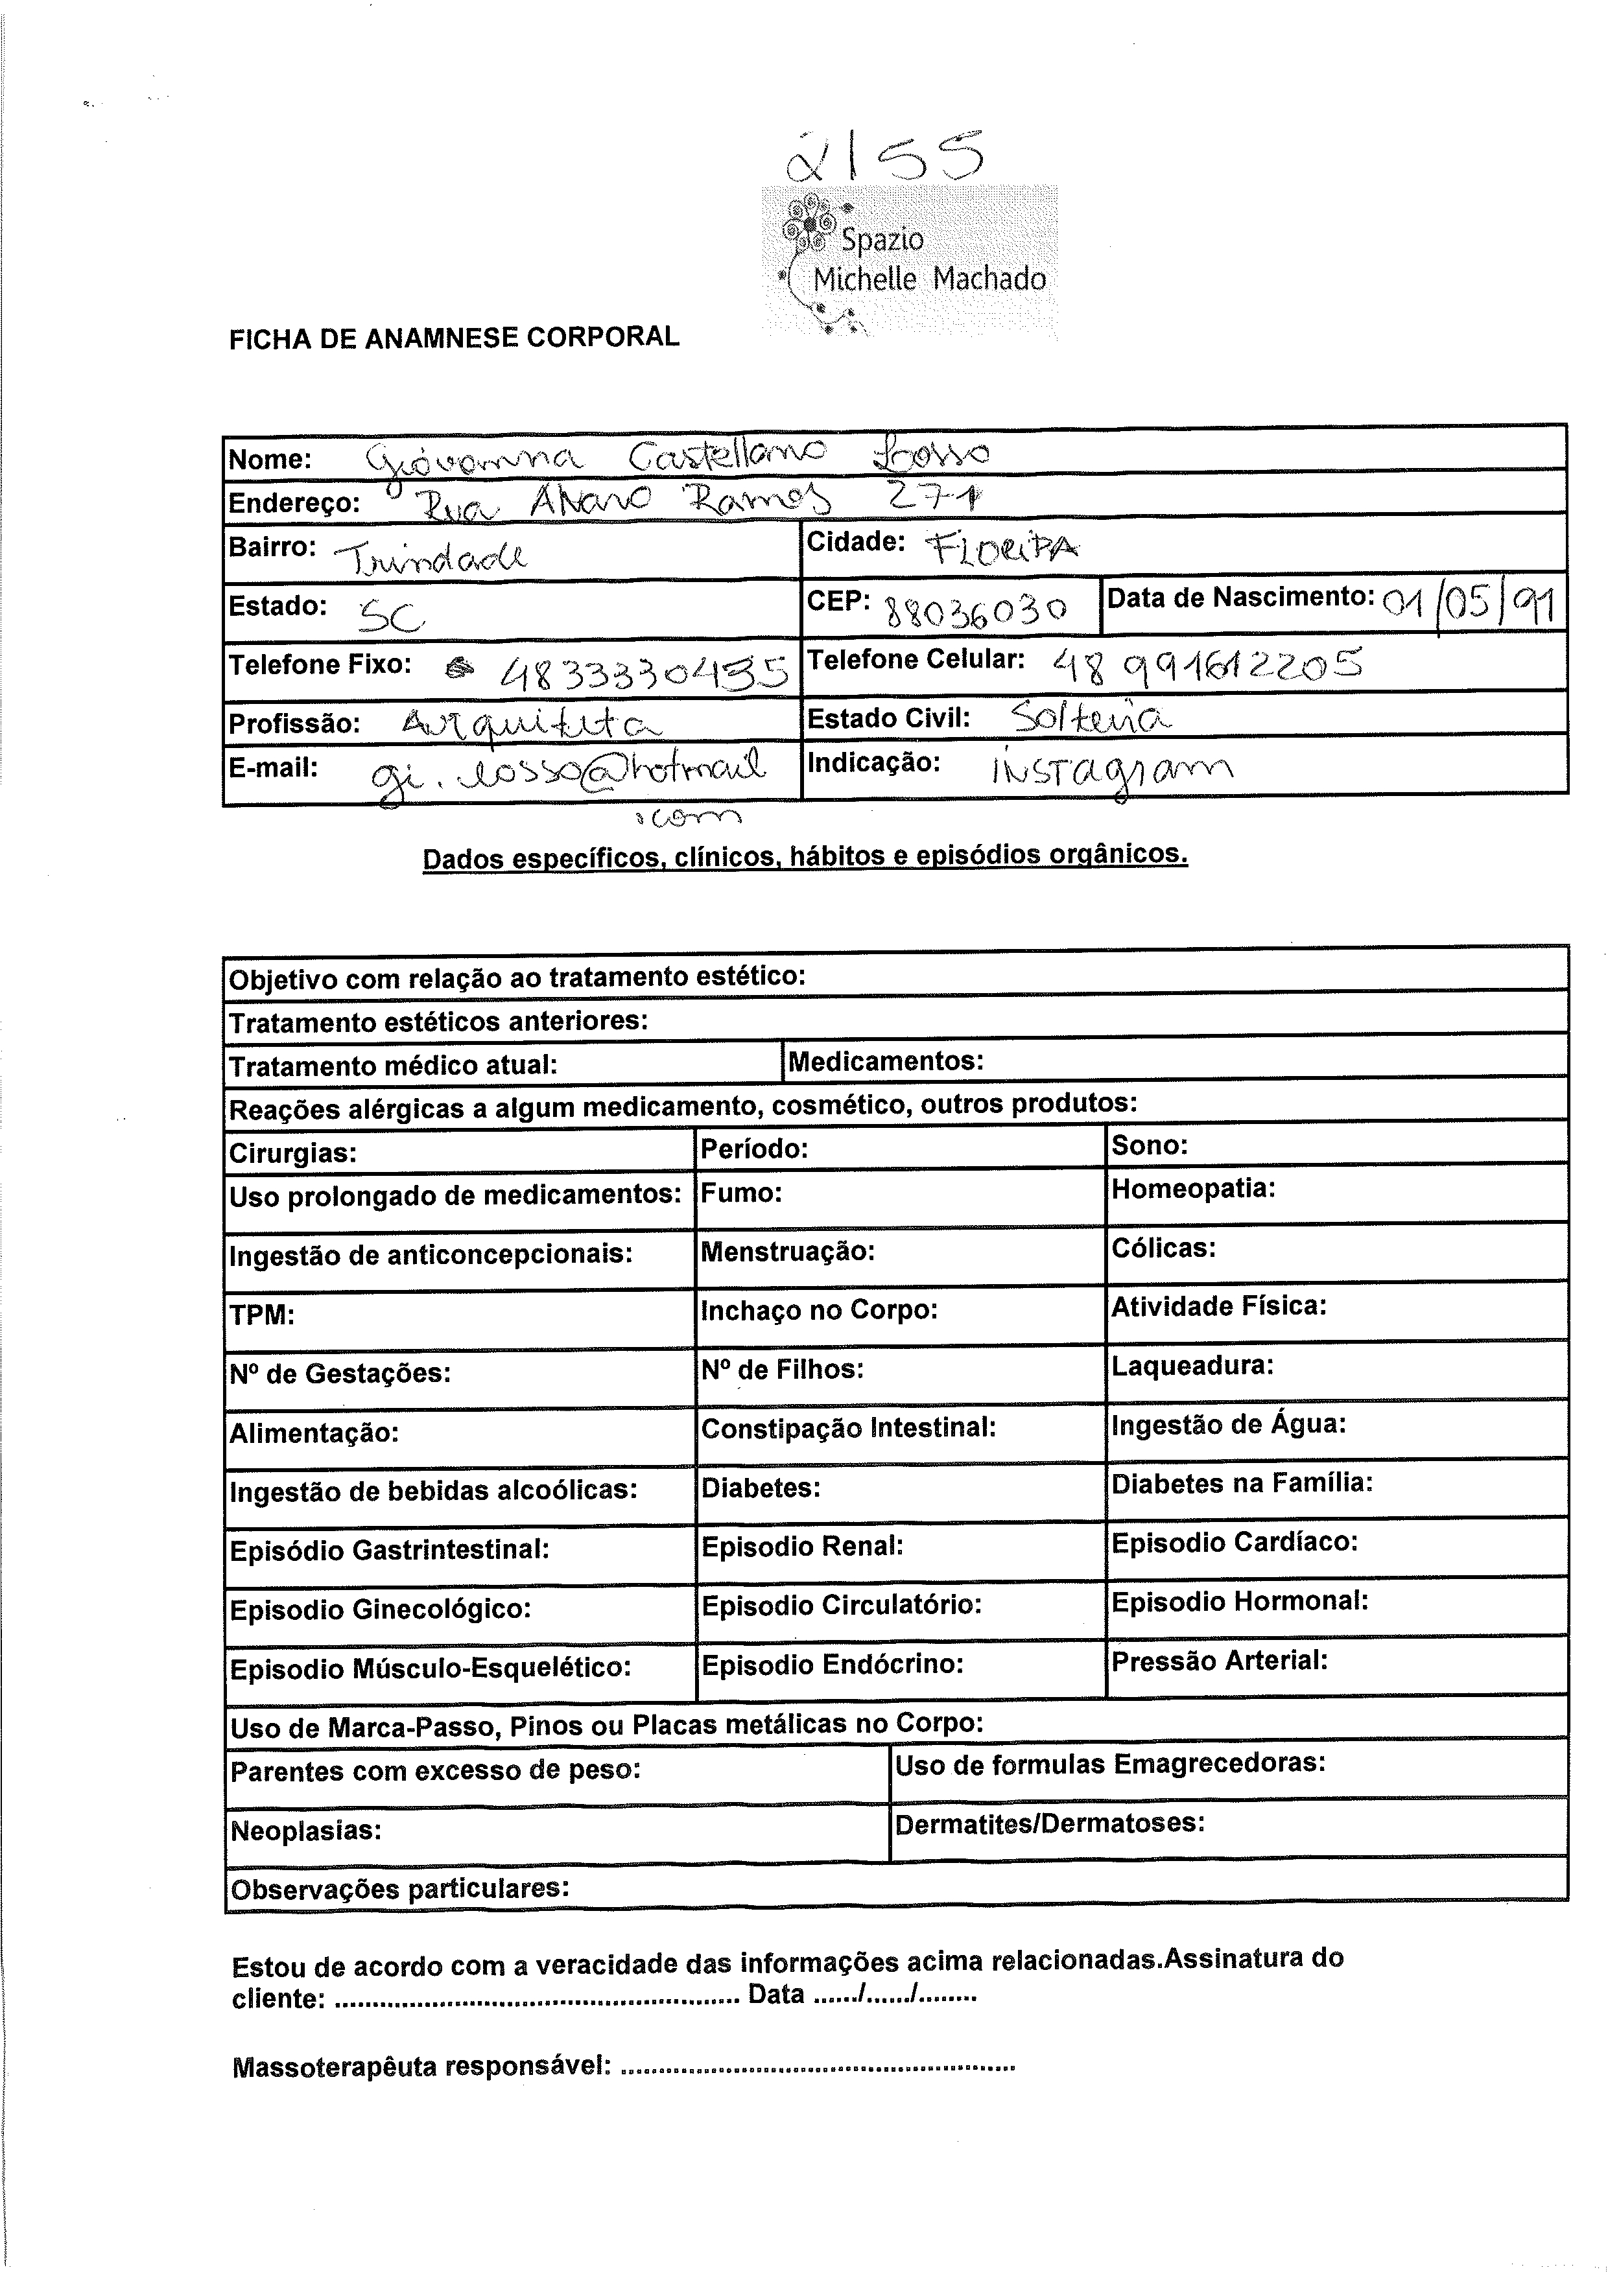 2155
Spazio
Michelle Machado
FICHA DE ANAMNESE CORPORAL
Nome: Giovanna Castellano Losso
Endereço: Rua Alvaro Ramos 271
Bairro: Trindade Cidade: FLORIPA
Estado: SC CEP: 88036030 Data de Nascimento: 01/05/91
Telefone Fixo: 4833330435 Telefone Celular: 48 991612205
Profissão: Arquiteta Estado Civil: Solteira
E-mail: gi.losso@hotmail Indicação: instagram
.com
Dados específicos, clínicos, hábitos e episódios orgânicos.
Objetivo com relação ao tratamento estético:
Tratamento estéticos anteriores:
Tratamento médico atual: Medicamentos:
Reações alérgicas a algum medicamento, cosmético, outros produtos:
Cirurgias: Período: Sono:
Uso prolongado de medicamentos: Fumo: Homeopatia:
Ingestão de anticoncepcionais: Menstruação: Cólicas:
TPM: Inchaço no Corpo: Atividade Física:
Nº de Gestações: Nº de Filhos: Laqueadura:
Alimentação: Constipação Intestinal: Ingestão de Água:
Ingestão de bebidas alcoólicas: Diabetes: Diabetes na Família:
Episódio Gastrintestinal: Episodio Renal: Episodio Cardíaco:
Episodio Ginecológico: Episodio Circulatório: Episodio Hormonal:
Episodio Músculo-Esquelético: Episodio Endócrino: Pressão Arterial:
Uso de Marca-Passo, Pinos ou Placas metálicas no Corpo:
Parentes com excesso de peso: Uso de formulas Emagrecedoras:
Neoplasias: Dermatites/Dermatoses:
Observações particulares:
Estou de acordo com a veracidade das informações acima relacionadas.Assinatura do
cliente: ...................................................... Data ....../....../........
Massoterapêuta responsável: ....................................................